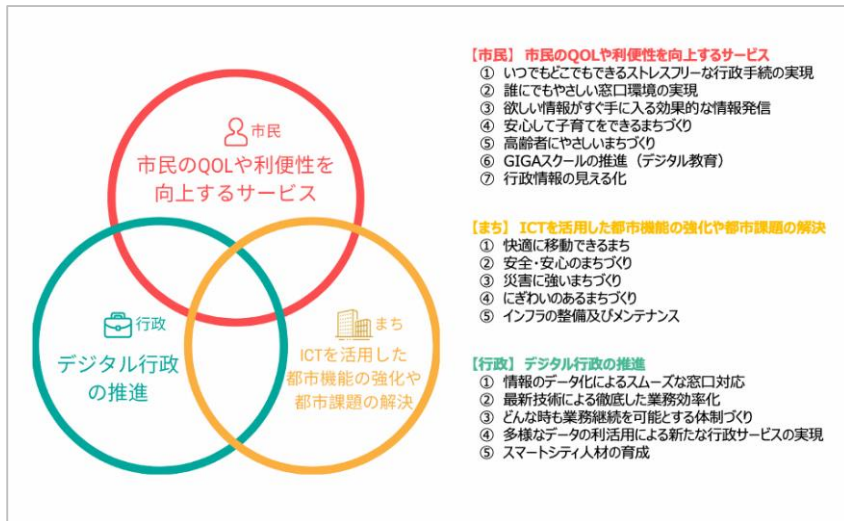 市民
市民のQOLや利便性を
向上するサービス
行政
デジタル行政
の推進
まち
ICTを活用した
都市機能の強化や
都市課題の解決
【市民】 市民のQOLや利便性を向上するサービス
① いつでもどこでもできるストレスフリーな行政手続の実現
② 誰にでもやさしい窓口環境の実現
③ 欲しい情報がすぐ手に入る効果的な情報発信
④ 安心して子育てをできるまちづくり
⑤ 高齢者にやさしいまちづくり
⑥ GIGAスクールの推進（デジタル教育）
⑦ 行政情報の見える化
【まち】 ICTを活用した都市機能の強化や都市課題の解決
① 快適に移動できるまち
② 安全・安心のまちづくり
③ 災害に強いまちづくり
④ にぎわいのあるまちづくり
⑤ インフラの整備及びメンテナンス
【行政】 デジタル行政の推進
① 情報のデータ化によるスムーズな窓口対応
② 最新技術による徹底した業務効率化
③ どんな時も業務継続を可能とする体制づくり
④ 多様なデータの利活用による新たな行政サービスの実現
⑤ スマートシティ人材の育成